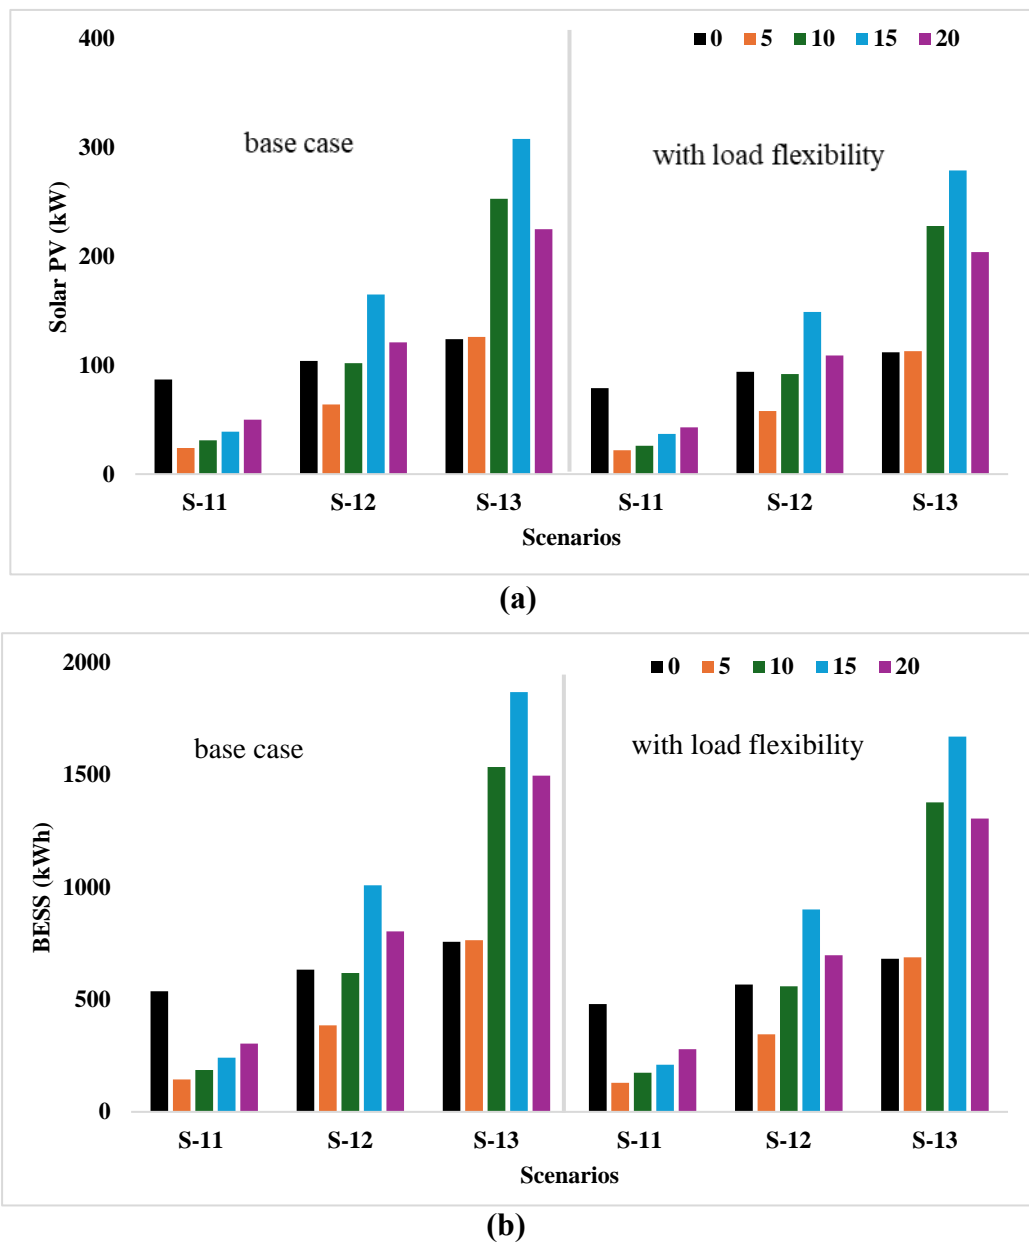 400
0 5 10 15 20
300
base case
with load flexibility
200
Solar PV (kW)
100
0
S-11 S-12 S-13 S-11 S-12 S-13
Scenarios
(a)
2000
0 5 10 15 20
base case
with load flexibility
1500
1000
BESS (kWh)
500
0
S-11 S-12 S-13 S-11 S-12 S-13
Scenarios
(b)